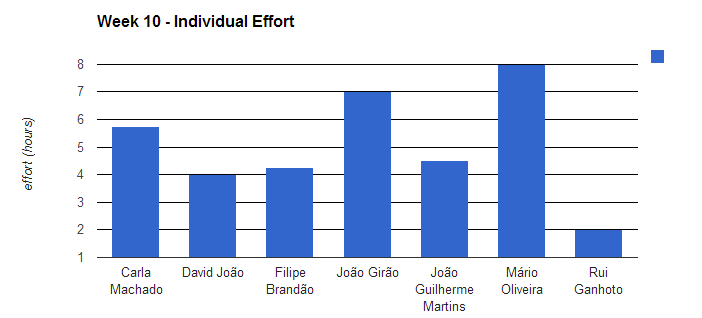 Week 10 - Individual Effort
effort (hours)
8
7
6
5
4
3
2
1
Carla
Machado
David João
Filipe
Brandão
João Girão
João
Guilherme
Martins
Mário
Oliveira
Rui
Ganhoto